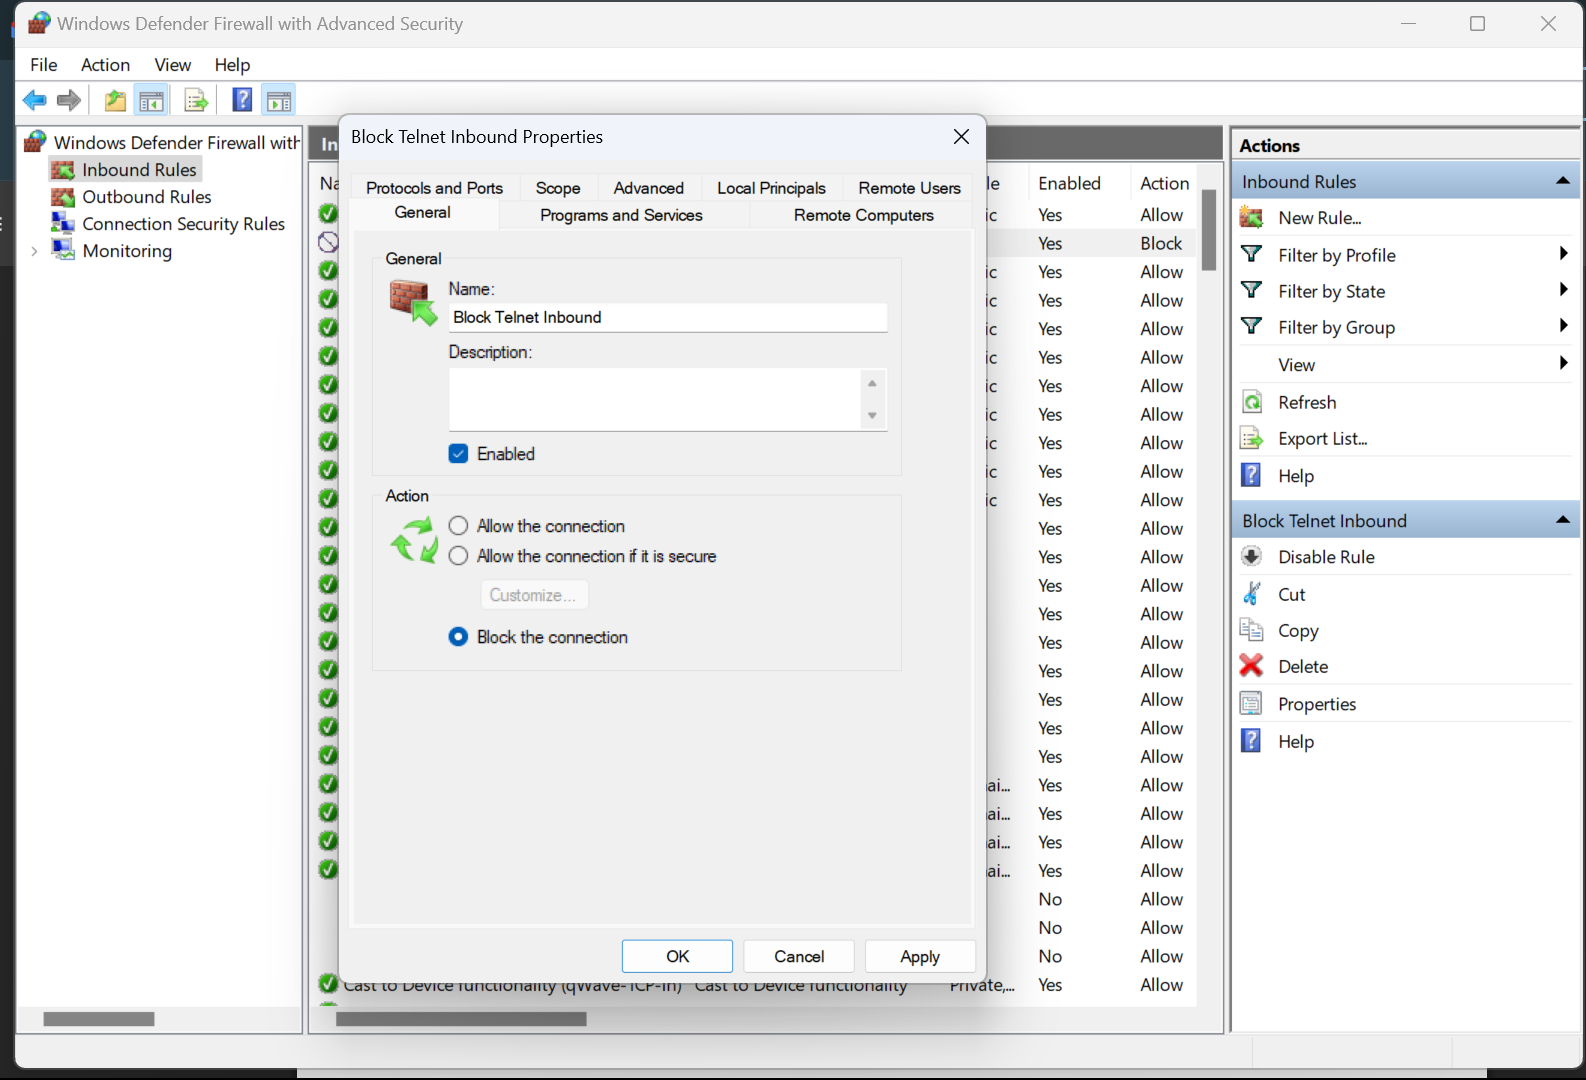 Windows Defender Firewall with Advanced Security
File Action View Help
Windows Defender Firewall with
Inbound Rules
Outbound Rules
Connection Security Rules
Monitoring
In
Na
Block Telnet Inbound Properties
Protocols and Ports Scope Advanced Local Principals Remote Users
General Programs and Services Remote Computers
General
Name:
Block Telnet Inbound
Description:
Enabled
Action
Allow the connection
Allow the connection if it is secure
Customize...
Block the connection
OK Cancel Apply
le Enabled Action
ic Yes Allow
Yes Block
ic Yes Allow
ic Yes Allow
ic Yes Allow
ic Yes Allow
ic Yes Allow
ic Yes Allow
ic Yes Allow
ic Yes Allow
ic Yes Allow
Yes Allow
Yes Allow
Yes Allow
Yes Allow
Yes Allow
Yes Allow
Yes Allow
Yes Allow
Yes Allow
ai... Yes Allow
ai... Yes Allow
ai... Yes Allow
ai... Yes Allow
No Allow
No Allow
No Allow
Cast to Device functionality (qWave-TCP-In) Cast to Device functionality Private,... Yes Allow
Actions
Inbound Rules
New Rule...
Filter by Profile
Filter by State
Filter by Group
View
Refresh
Export List...
Help
Block Telnet Inbound
Disable Rule
Cut
Copy
Delete
Properties
Help